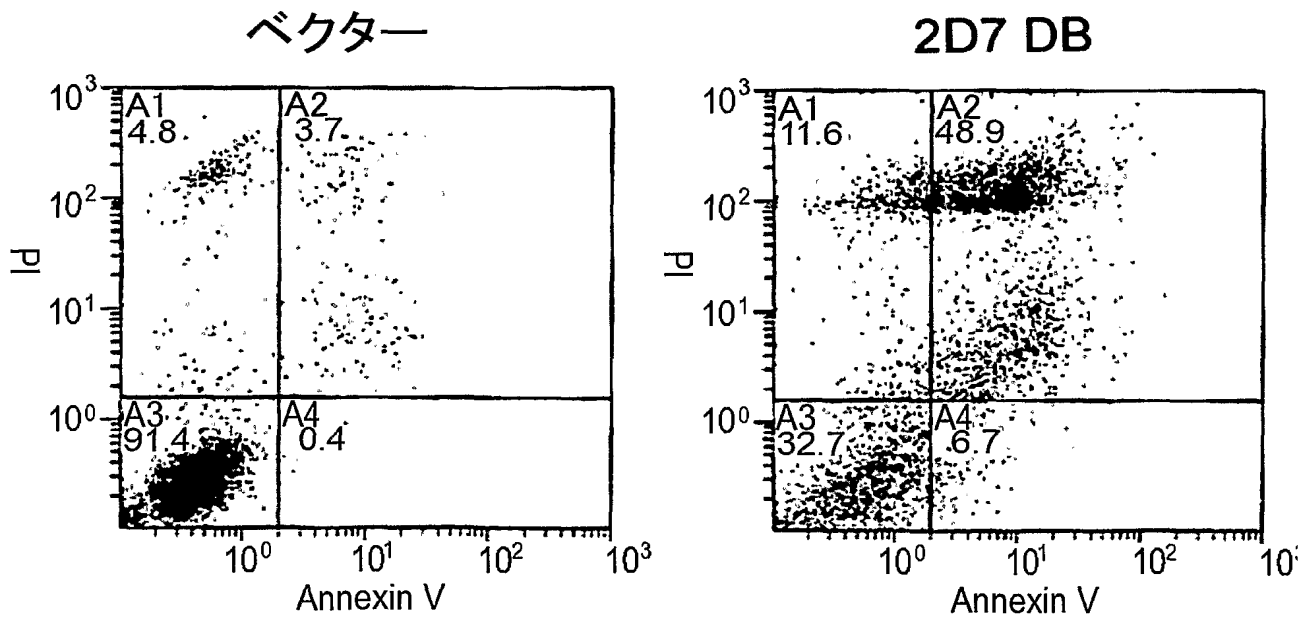 ベクター
10³
10²
10¹
10⁰
PI
A1
4.8
A2
3.7
A3
91.4
A4
0.4
10⁰ 10¹ 10² 10³
Annexin V
2D7 DB
10³
10²
10¹
10⁰
PI
A1
11.6
A2
48.9
A3
32.7
A4
6.7
10⁰ 10¹ 10² 10³
Annexin V